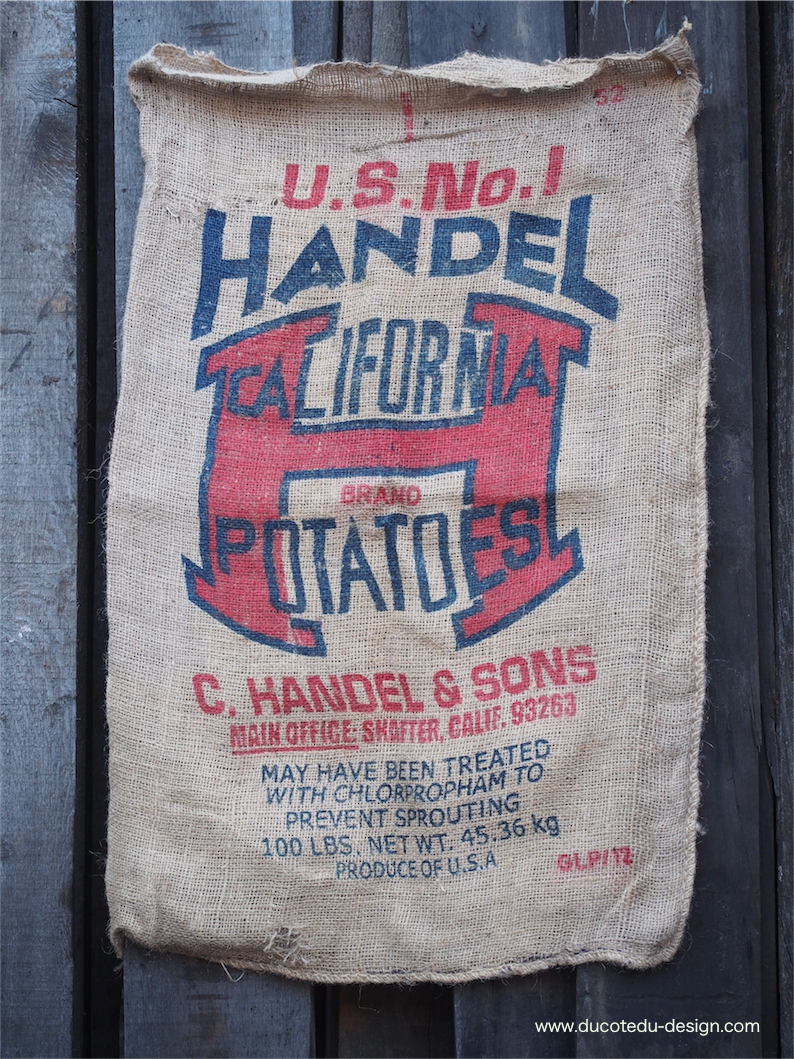 52
U.S. No. 1
HANDEL
CALIFORNIA
BRAND
POTATOES
C. HANDEL & SONS
MAIN OFFICE: SHAFTER, CALIF. 93263
MAY HAVE BEEN TREATED
WITH CHLORPROPHAM TO
PREVENT SPROUTING
100 LBS. NET WT. 45.36 kg
PRODUCE OF U.S.A
www.ducotedu-design.com